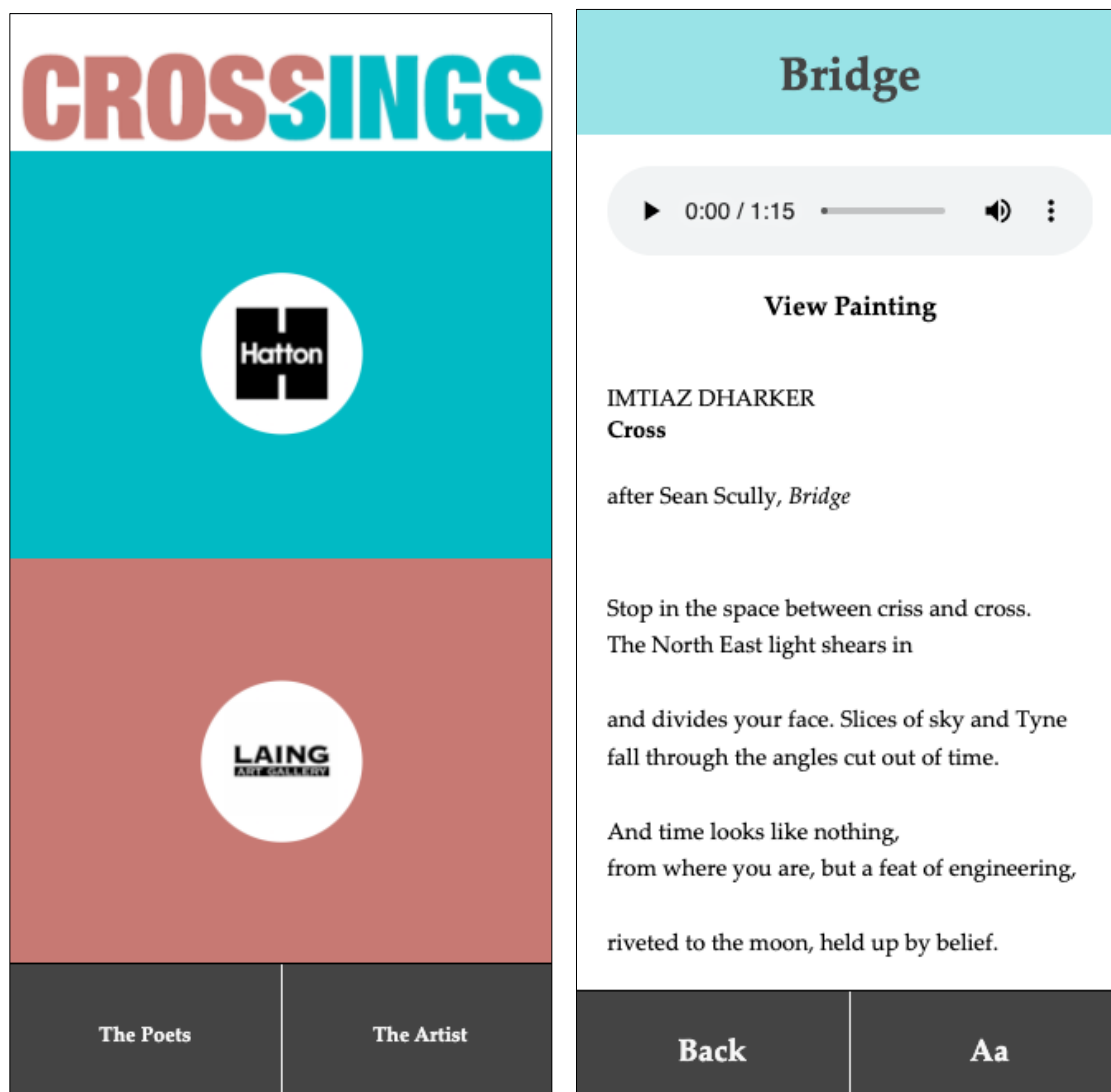 CROSSINGS
Hatton
LAING
ART GALLERY
The Poets
The Artist
Bridge
0:00 / 1:15
View Painting
IMTIAZ DHARKER
Cross
after Sean Scully, Bridge
Stop in the space between criss and cross.
The North East light shears in
and divides your face. Slices of sky and Tyne
fall through the angles cut out of time.
And time looks like nothing,
from where you are, but a feat of engineering,
riveted to the moon, held up by belief.
Back
Aa